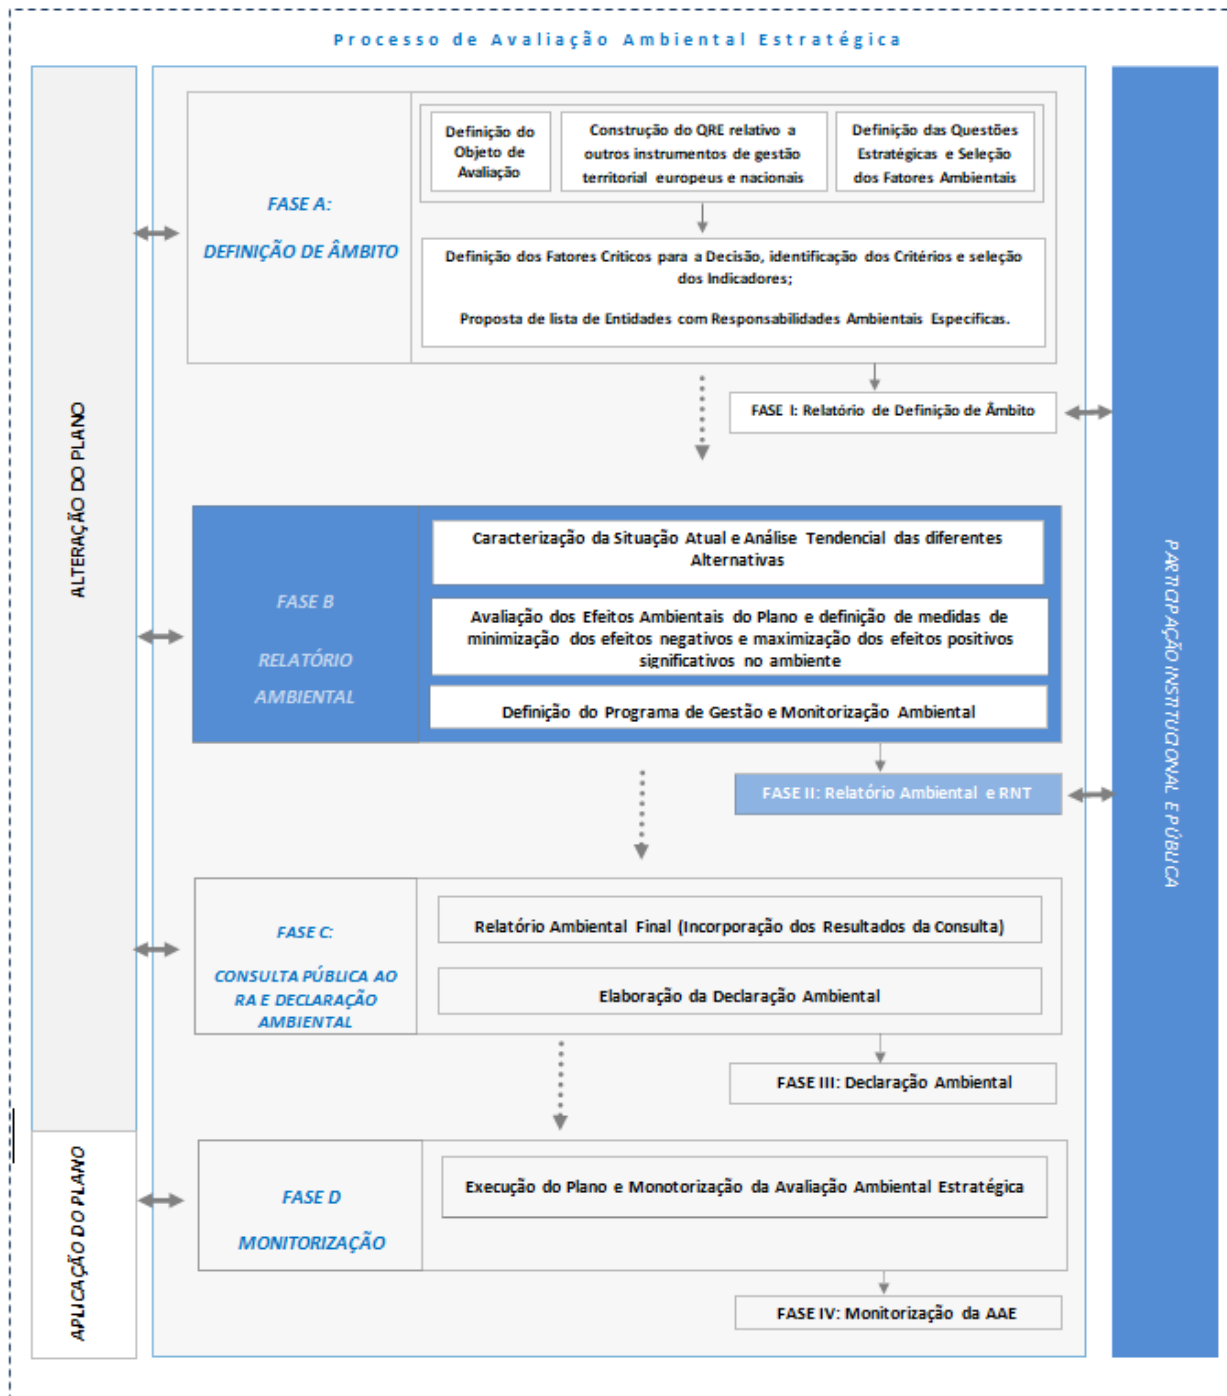 Processo de Avaliação Ambiental Estratégica
ALTERAÇÃO DO PLANO
APLICAÇÃO DO PLANO
FASE A:
DEFINIÇÃO DE ÂMBITO
Definição do
Objeto de
Avaliação
Construção do QRE relativo a
outros instrumentos de gestão
territorial europeus e nacionais
Definição das Questões
Estratégicas e Seleção
dos Fatores Ambientais
Definição dos Fatores Críticos para a Decisão, identificação dos Critérios e seleção
dos Indicadores;
Proposta de lista de Entidades com Responsabilidades Ambientais Especificas.
FASE I: Relatório de Definição de Âmbito
FASE B
RELATÓRIO
AMBIENTAL
Caracterização da Situação Atual e Análise Tendencial das diferentes
Alternativas
Avaliação dos Efeitos Ambientais do Plano e definição de medidas de
minimização dos efeitos negativos e maximização dos efeitos positivos
significativos no ambiente
Definição do Programa de Gestão e Monitorização Ambiental
FASE II: Relatório Ambiental e RNT
FASE C:
CONSULTA PÚBLICA AO
RA E DECLARAÇÃO
AMBIENTAL
Relatório Ambiental Final (Incorporação dos Resultados da Consulta)
Elaboração da Declaração Ambiental
FASE III: Declaração Ambiental
FASE D
MONITORIZAÇÃO
Execução do Plano e Monotorização da Avaliação Ambiental Estratégica
FASE IV: Monitorização da AAE
PARTICIPAÇÃO INSTITUCIONAL E PÚBLICA